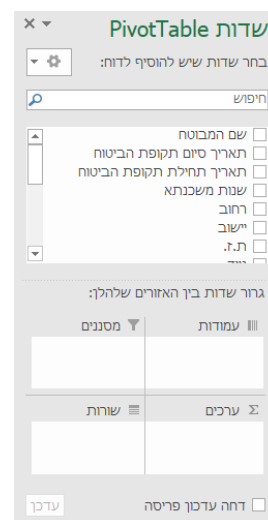 שדות PivotTable
בחר שדות שיש להוסיף לדוח:
חיפוש
שם המבוטח
תאריך סיום תקופת הביטוח
תאריך תחילת תקופת הביטוח
שנות משכנתא
רחוב
יישוב
ת.ז.
גרור שדות בין האזורים שלהלן:
עמודות
מסננים
ערכים
שורות
דחה עדכון פריסה
עדכן